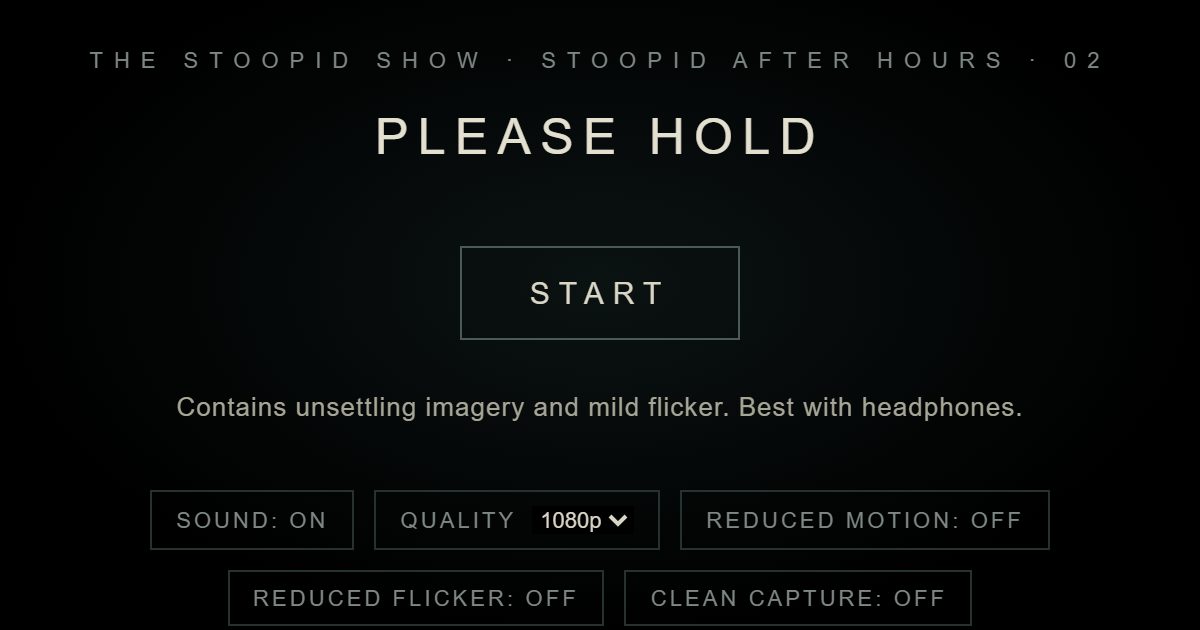 THE STOOPID SHOW · STOOPID AFTER HOURS · 02
PLEASE HOLD
START
Contains unsettling imagery and mild flicker. Best with headphones.
SOUND: ON QUALITY 1080p REDUCED MOTION: OFF
REDUCED FLICKER: OFF CLEAN CAPTURE: OFF